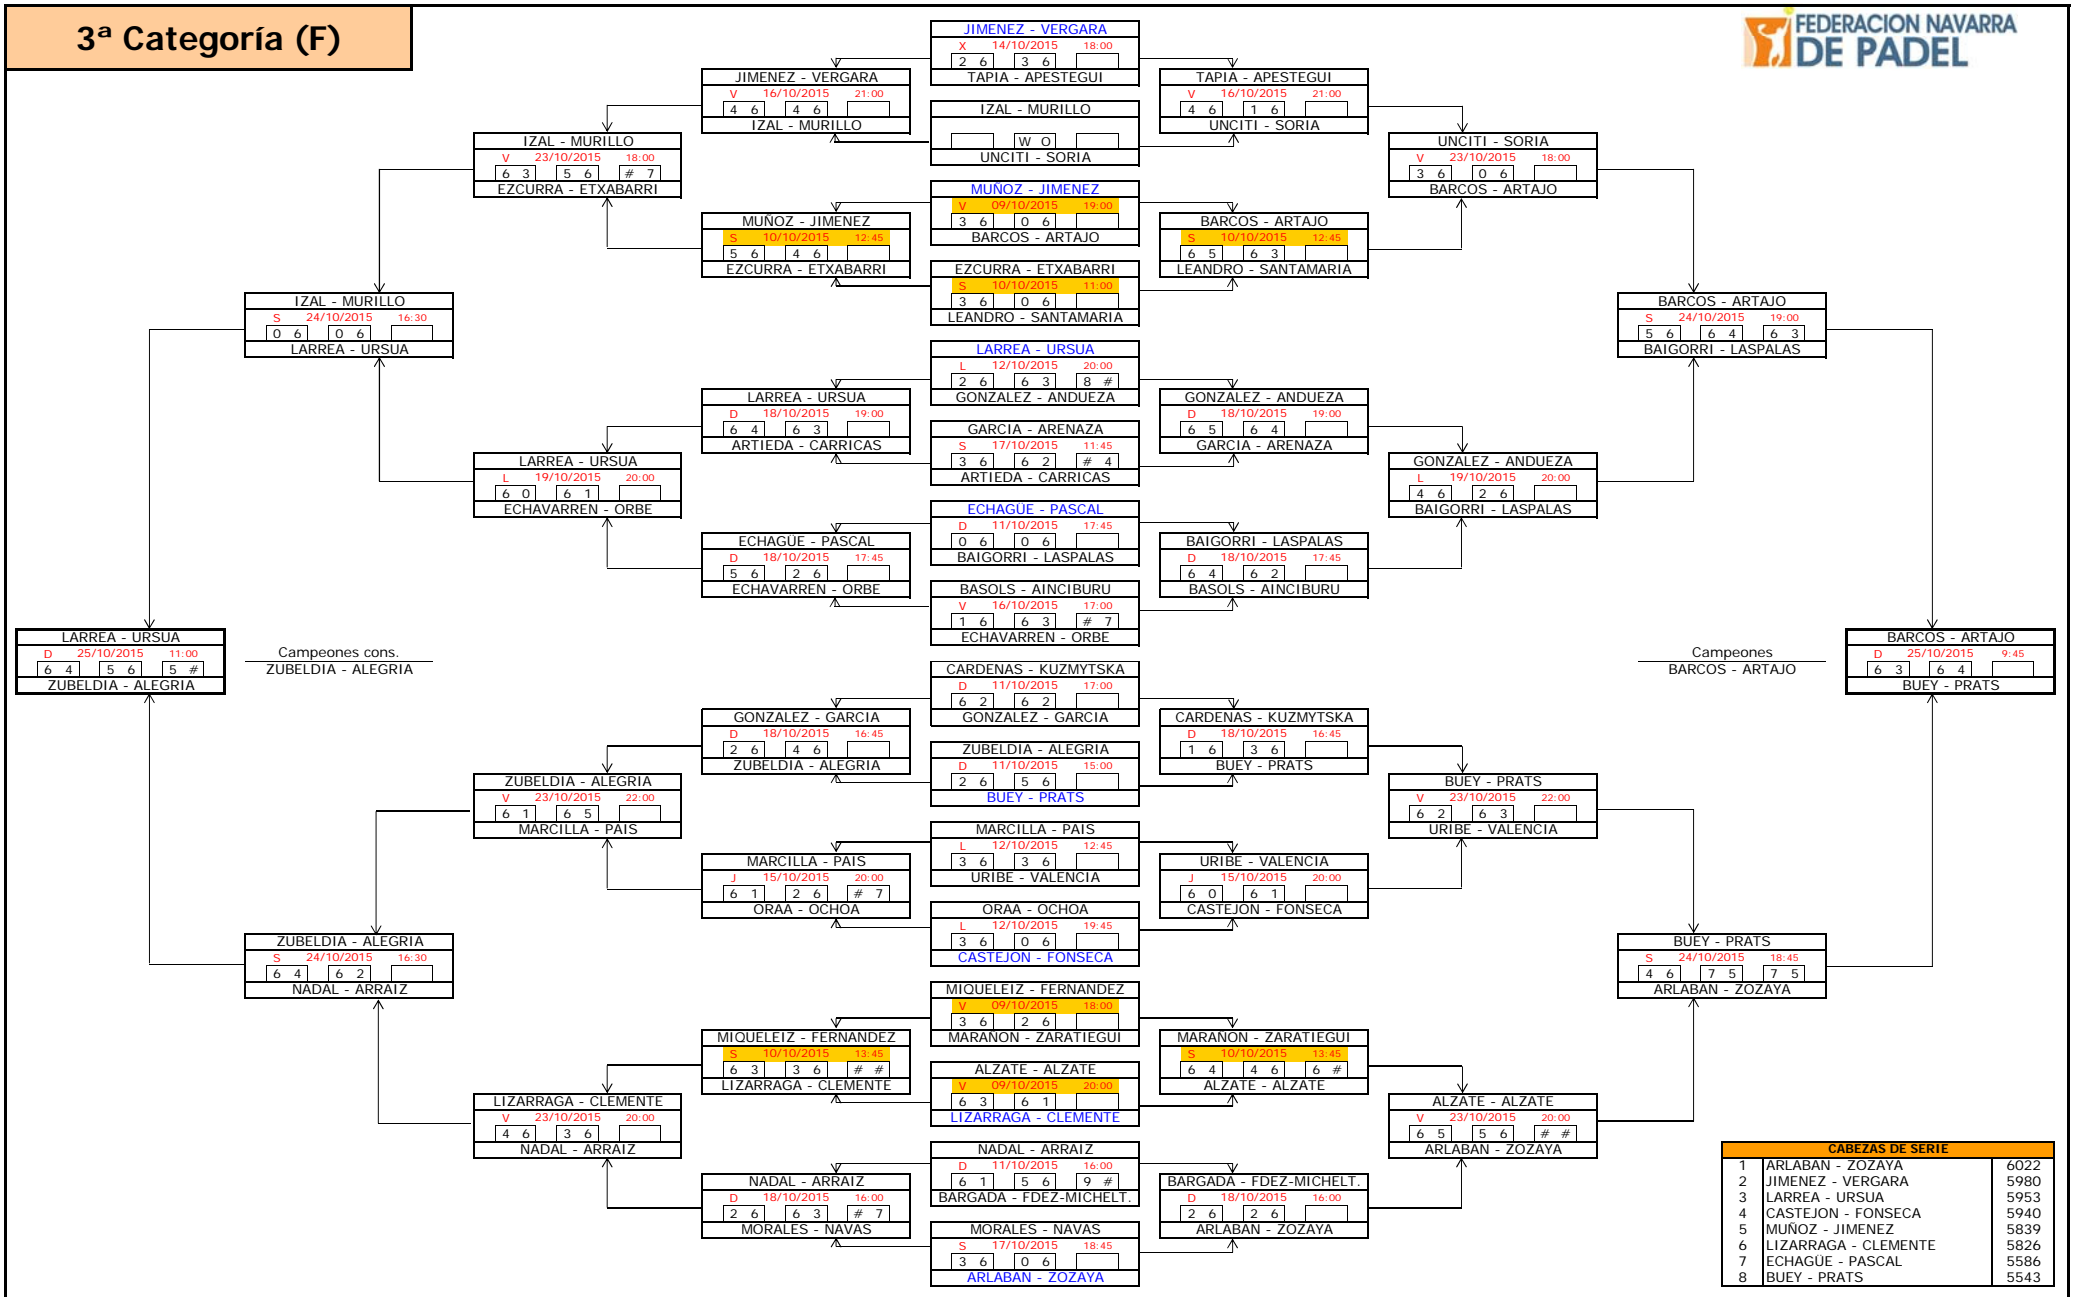 3ª Categoría (F)
FEDERACION NAVARRA
DE PADEL
JIMENEZ - VERGARA
X 14/10/2015 18:00
2 6 3 6
TAPIA - APESTEGUI
IZAL - MURILLO
W O
UNCITI - SORIA
MUÑOZ - JIMENEZ
V 09/10/2015 19:00
3 6 0 6
BARCOS - ARTAJO
EZCURRA - ETXABARRI
S 10/10/2015 11:00
3 6 0 6
LEANDRO - SANTAMARIA
LARREA - URSUA
L 12/10/2015 20:00
2 6 6 3 8 #
GONZALEZ - ANDUEZA
GARCIA - ARENAZA
S 17/10/2015 11:45
3 6 6 2 # 4
ARTIEDA - CARRICAS
ECHAGÜE - PASCAL
D 11/10/2015 17:45
0 6 0 6
BAIGORRI - LASPALAS
BASOLS - AINCIBURU
V 16/10/2015 17:00
1 6 6 3 # 7
ECHAVARREN - ORBE
CARDENAS - KUZMYTSKA
D 11/10/2015 17:00
6 2 6 2
GONZALEZ - GARCIA
ZUBELDIA - ALEGRIA
D 11/10/2015 15:00
2 6 5 6
BUEY - PRATS
MARCILLA - PAIS
L 12/10/2015 12:45
3 6 3 6
URIBE - VALENCIA
ORAA - OCHOA
L 12/10/2015 19:45
3 6 0 6
CASTEJON - FONSECA
MIQUELEIZ - FERNANDEZ
V 09/10/2015 18:00
3 6 2 6
MARAÑON - ZARATIEGUI
ALZATE - ALZATE
V 09/10/2015 20:00
6 3 6 1
LIZARRAGA - CLEMENTE
NADAL - ARRAIZ
D 11/10/2015 16:00
6 1 5 6 9 #
BARGADA - FDEZ-MICHELT.
MORALES - NAVAS
S 17/10/2015 18:45
3 6 0 6
ARLABAN - ZOZAYA
JIMENEZ - VERGARA
V 16/10/2015 21:00
4 6 4 6
IZAL - MURILLO
MUÑOZ - JIMENEZ
S 10/10/2015 12:45
5 6 4 6
EZCURRA - ETXABARRI
LARREA - URSUA
D 18/10/2015 19:00
6 4 6 3
ARTIEDA - CARRICAS
ECHAGÜE - PASCAL
D 18/10/2015 17:45
5 6 2 6
ECHAVARREN - ORBE
GONZALEZ - GARCIA
D 18/10/2015 16:45
2 6 4 6
ZUBELDIA - ALEGRIA
MARCILLA - PAIS
J 15/10/2015 20:00
6 1 2 6 # 7
ORAA - OCHOA
MIQUELEIZ - FERNANDEZ
S 10/10/2015 13:45
6 3 3 6 # #
LIZARRAGA - CLEMENTE
NADAL - ARRAIZ
D 18/10/2015 16:00
2 6 6 3 # 7
MORALES - NAVAS
IZAL - MURILLO
V 23/10/2015 18:00
6 3 5 6 # 7
EZCURRA - ETXABARRI
LARREA - URSUA
L 19/10/2015 20:00
6 0 6 1
ECHAVARREN - ORBE
ZUBELDIA - ALEGRIA
V 23/10/2015 22:00
6 1 6 5
MARCILLA - PAIS
LIZARRAGA - CLEMENTE
V 23/10/2015 20:00
4 6 3 6
NADAL - ARRAIZ
IZAL - MURILLO
S 24/10/2015 16:30
0 6 0 6
LARREA - URSUA
ZUBELDIA - ALEGRIA
S 24/10/2015 16:30
6 4 6 2
NADAL - ARRAIZ
LARREA - URSUA
D 25/10/2015 11:00
6 4 5 6 5 #
ZUBELDIA - ALEGRIA
Campeones cons.
ZUBELDIA - ALEGRIA
TAPIA - APESTEGUI
V 16/10/2015 21:00
4 6 1 6
UNCITI - SORIA
BARCOS - ARTAJO
S 10/10/2015 12:45
6 5 6 3
LEANDRO - SANTAMARIA
GONZALEZ - ANDUEZA
D 18/10/2015 19:00
6 5 6 4
GARCIA - ARENAZA
BAIGORRI - LASPALAS
D 18/10/2015 17:45
6 4 6 2
BASOLS - AINCIBURU
CARDENAS - KUZMYTSKA
D 18/10/2015 16:45
1 6 3 6
BUEY - PRATS
URIBE - VALENCIA
J 15/10/2015 20:00
6 0 6 1
CASTEJON - FONSECA
MARAÑON - ZARATIEGUI
S 10/10/2015 13:45
6 4 4 6 6 #
ALZATE - ALZATE
BARGADA - FDEZ-MICHELT.
D 18/10/2015 16:00
2 6 2 6
ARLABAN - ZOZAYA
UNCITI - SORIA
V 23/10/2015 18:00
3 6 0 6
BARCOS - ARTAJO
GONZALEZ - ANDUEZA
L 19/10/2015 20:00
4 6 2 6
BAIGORRI - LASPALAS
BUEY - PRATS
V 23/10/2015 22:00
6 2 6 3
URIBE - VALENCIA
ALZATE - ALZATE
V 23/10/2015 20:00
6 5 5 6 # #
ARLABAN - ZOZAYA
BARCOS - ARTAJO
S 24/10/2015 19:00
5 6 6 4 6 3
BAIGORRI - LASPALAS
BUEY - PRATS
S 24/10/2015 18:45
4 6 7 5 7 5
ARLABAN - ZOZAYA
Campeones
BARCOS - ARTAJO
BARCOS - ARTAJO
D 25/10/2015 9:45
6 3 6 4
BUEY - PRATS
CABEZAS DE SERIE
1 ARLABAN - ZOZAYA 6022
2 JIMENEZ - VERGARA 5980
3 LARREA - URSUA 5953
4 CASTEJON - FONSECA 5940
5 MUÑOZ - JIMENEZ 5839
6 LIZARRAGA - CLEMENTE 5826
7 ECHAGÜE - PASCAL 5586
8 BUEY - PRATS 5543